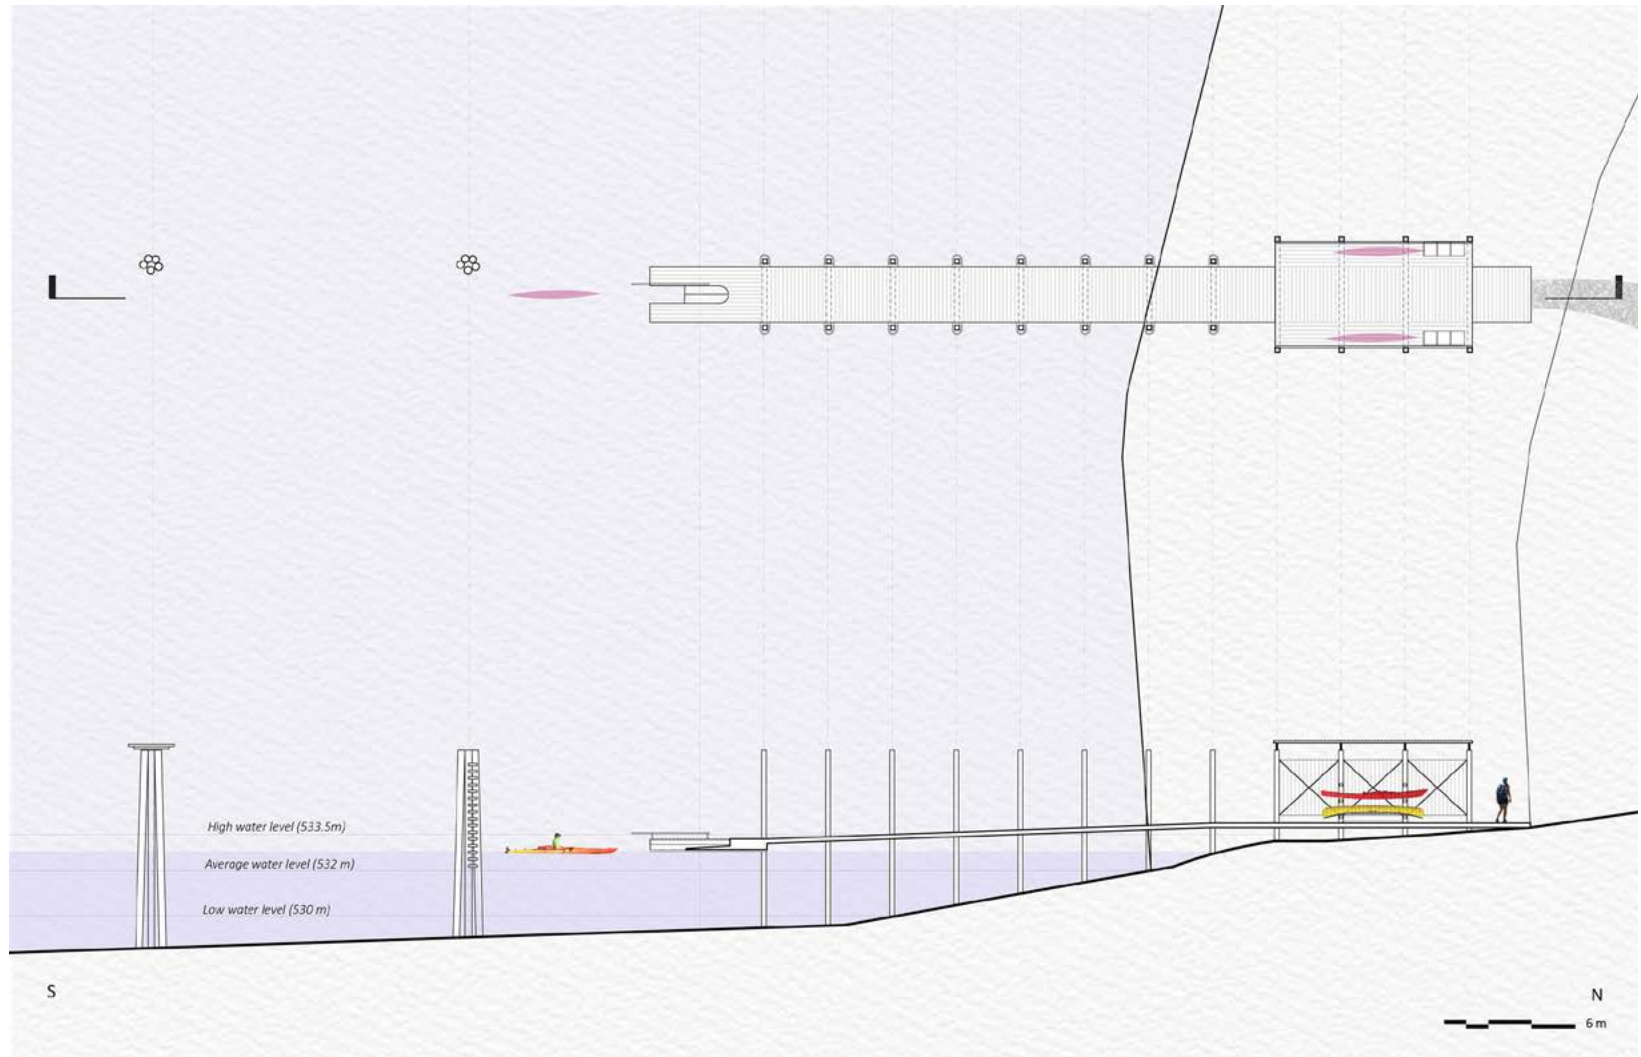 High water level (533.5m)
Average water level (532 m)
Low water level (530 m)
S
N
6 m